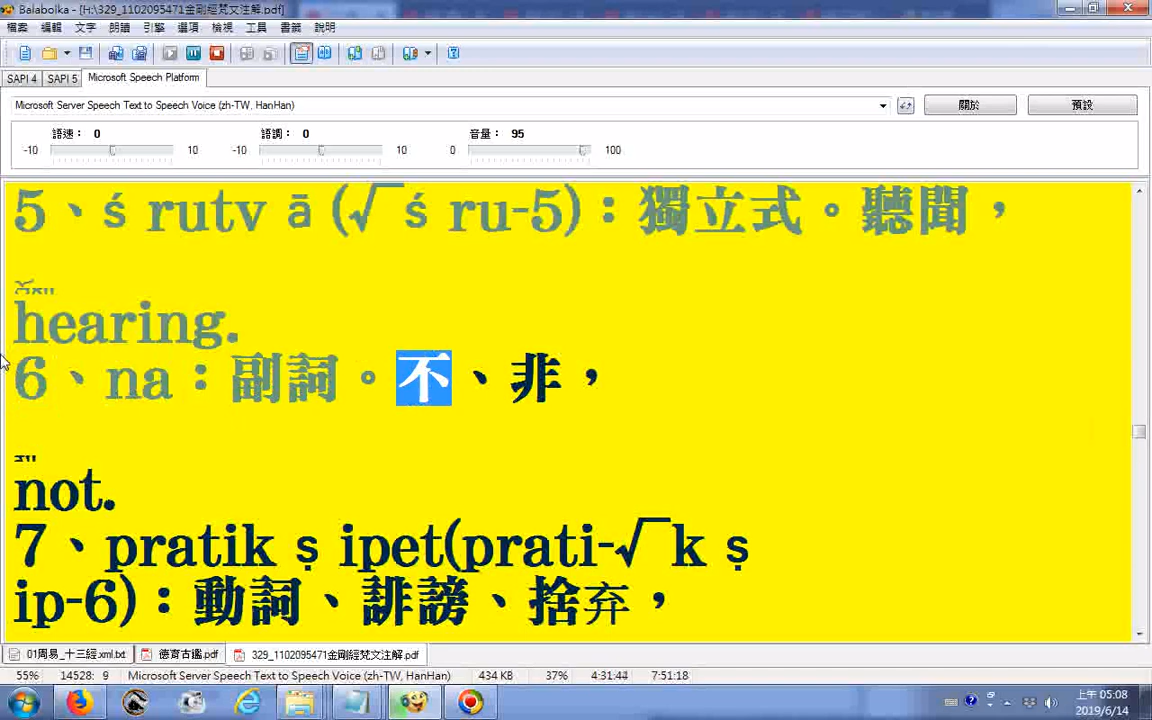 Balabolka - [H:\329_1102095471金剛經梵文注解.pdf]
檔案 編輯 文字 朗讀 引擎 選項 檢視 工具 書籤 說明
SAPI 4 SAPI 5 Microsoft Speech Platform
Microsoft Server Speech Text to Speech Voice (zh-TW, HanHan) 關於 預設
語速： 0 語調： 0 音量： 95
-10 10 -10 10 0 100
5、ś rutv ā (√ ś ru-5)：獨立式。聽聞，
hearing.
6、na：副詞。不、非，
not.
7、pratik ṣ ipet(prati-√k ṣ
ip-6)：動詞、誹謗、捨弃，
01周易_十三經.xml.txt 德育古鑑.pdf 329_1102095471金剛經梵文注解.pdf
55% 14528: 9 Microsoft Server Speech Text to Speech Voice (zh-TW, HanHan) 434 KB 37% 4:31:44 7:51:18
上午 05:08
2019/6/14